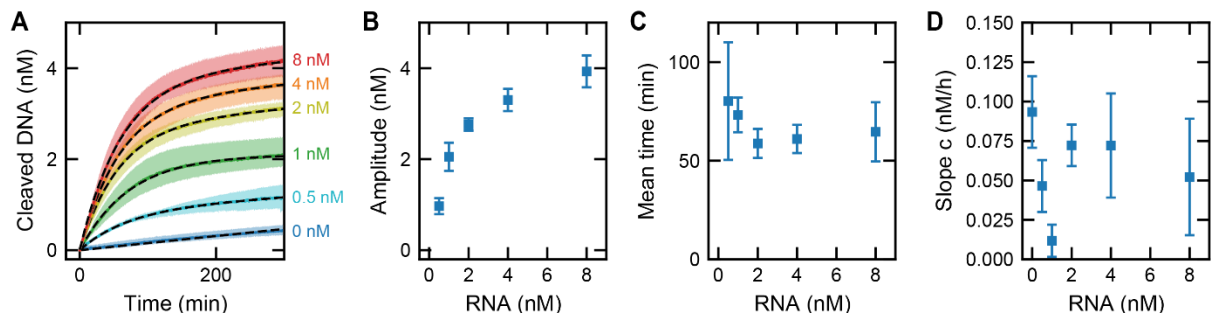 A
Cleaved DNA (nM)
4
2
0
0
200
Time (min)
8 nM
4 nM
2 nM
1 nM
0.5 nM
0 nM
B
Amplitude (nM)
4
2
0
0 2 4 6 8
RNA (nM)
C
Mean time (min)
100
50
0
0 2 4 6 8
RNA (nM)
D
Slope c (nM/h)
0.150
0.125
0.100
0.075
0.050
0.025
0.000
0 2 4 6 8
RNA (nM)